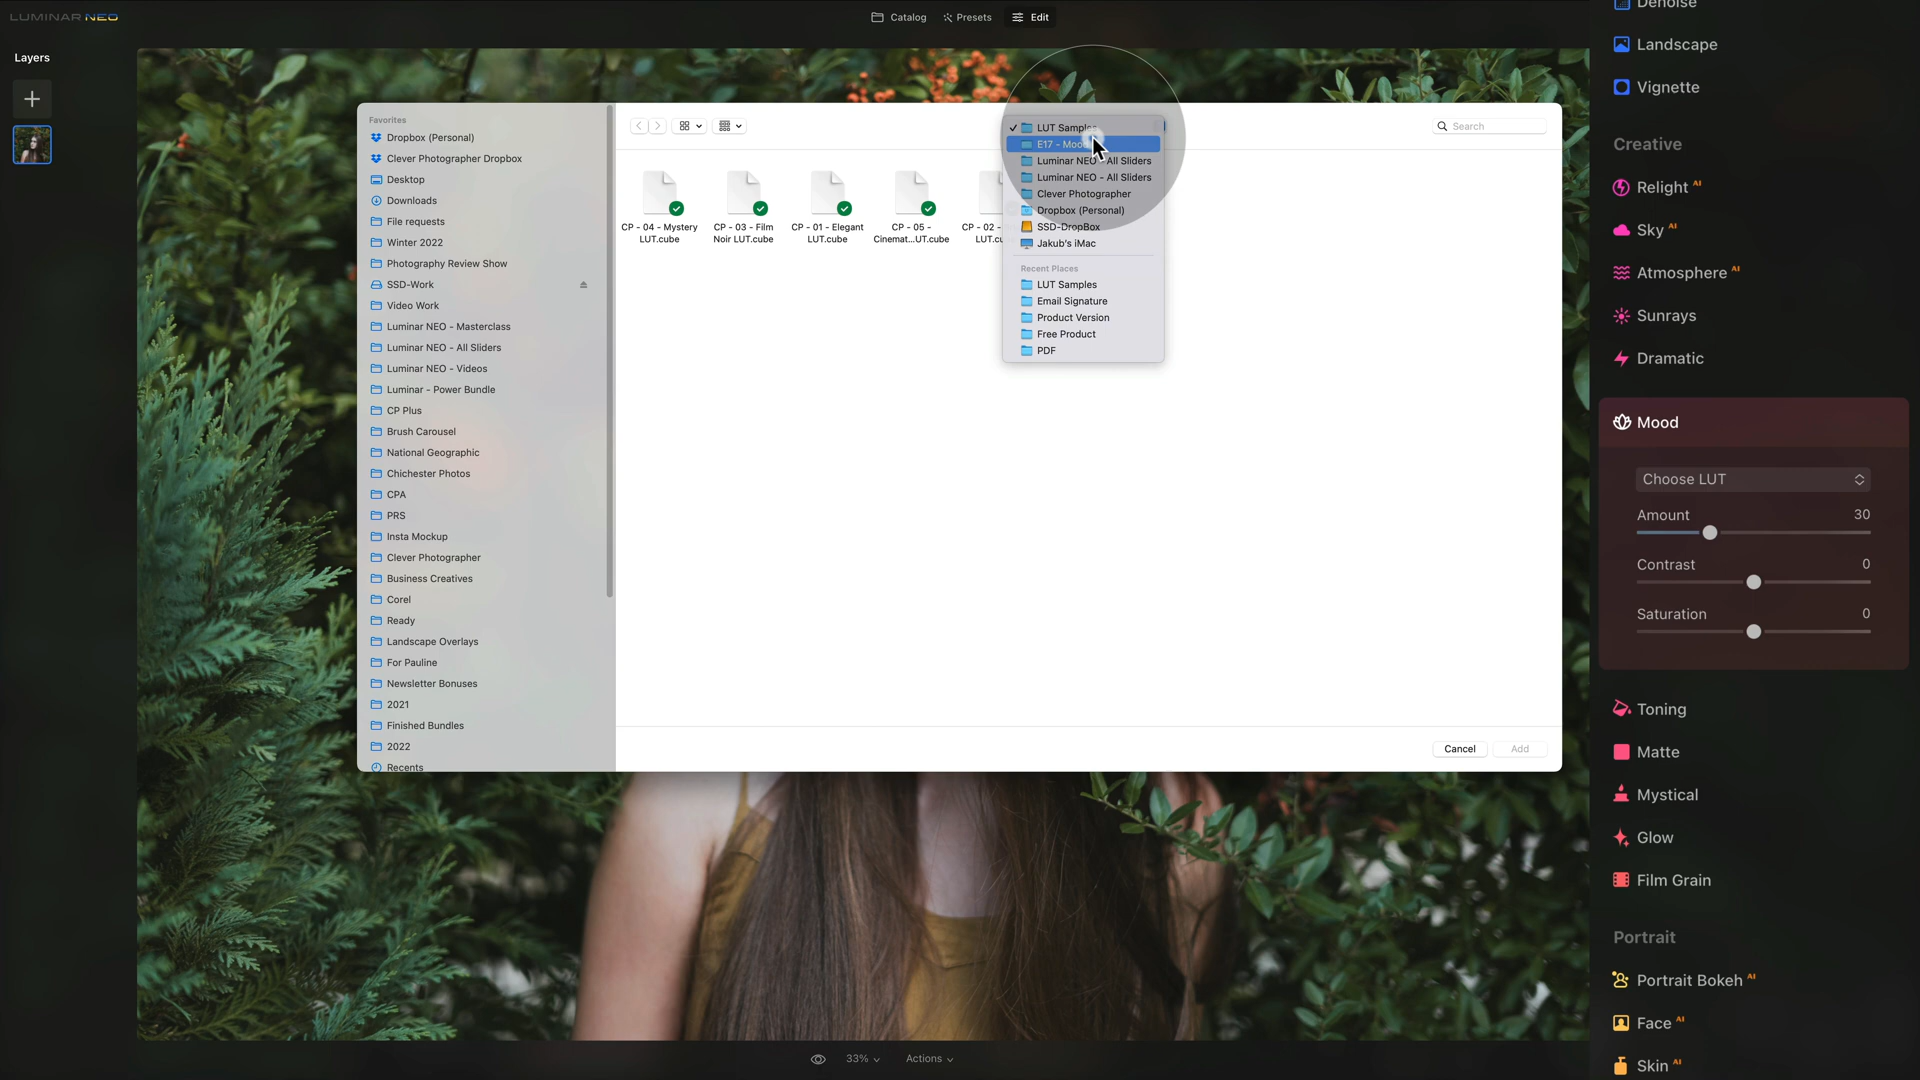 LUMINAR NEO
Catalog
Presets
Edit
Layers
Favorites
Dropbox (Personal)
Clever Photographer Dropbox
Desktop
Downloads
File requests
Winter 2022
Photography Review Show
SSD-Work
Video Work
Luminar NEO - Masterclass
Luminar NEO - All Sliders
Luminar NEO - Videos
Luminar - Power Bundle
CP Plus
Brush Carousel
National Geographic
Chichester Photos
CPA
PRS
Insta Mockup
Clever Photographer
Business Creatives
Corel
Ready
Landscape Overlays
For Pauline
Newsletter Bonuses
2021
Finished Bundles
2022
Recents
Search
CP - 04 - Mystery
LUT.cube
CP - 03 - Film
Noir LUT.cube
CP - 01 - Elegant
LUT.cube
CP - 05 -
Cinemat...UT.cube
CP - 02 -
LUT.cu
LUT Samples
E17 - Mood
Luminar NEO - All Sliders
Luminar NEO - All Sliders
Clever Photographer
Dropbox (Personal)
SSD-DropBox
Jakub's iMac
Recent Places
LUT Samples
Email Signature
Product Version
Free Product
PDF
Cancel
Add
33%
Actions
Denoise
Landscape
Vignette
Creative
Relight AI
Sky AI
Atmosphere AI
Sunrays
Dramatic
Mood
Choose LUT
Amount 30
Contrast 0
Saturation 0
Toning
Matte
Mystical
Glow
Film Grain
Portrait
Portrait Bokeh AI
Face AI
Skin AI